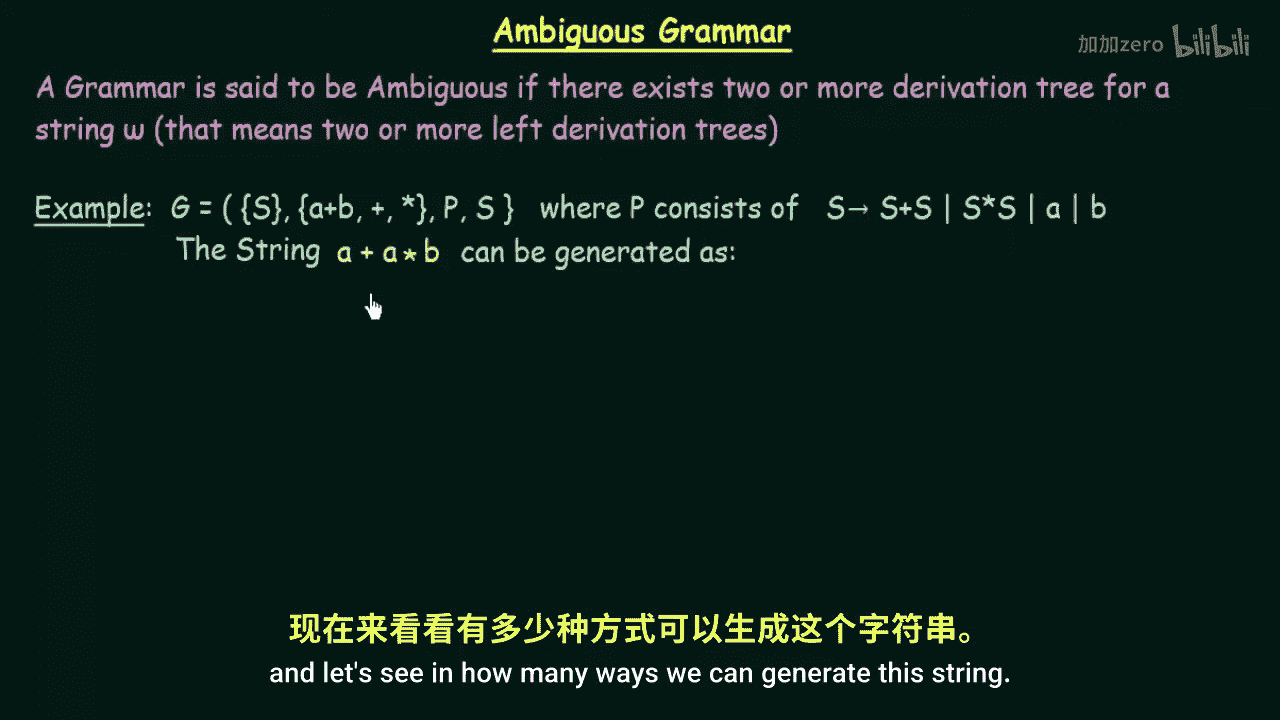 Ambiguous Grammar
加加zero bilibili
A Grammar is said to be Ambiguous if there exists two or more derivation tree for a
string ω (that means two or more left derivation trees)
Example: G = ( {S}, {a+b, +, *}, P, S } where P consists of S→ S+S | S*S | a | b
The String a + a * b can be generated as:
现在来看看有多少种方式可以生成这个字符串。
and let's see in how many ways we can generate this string.